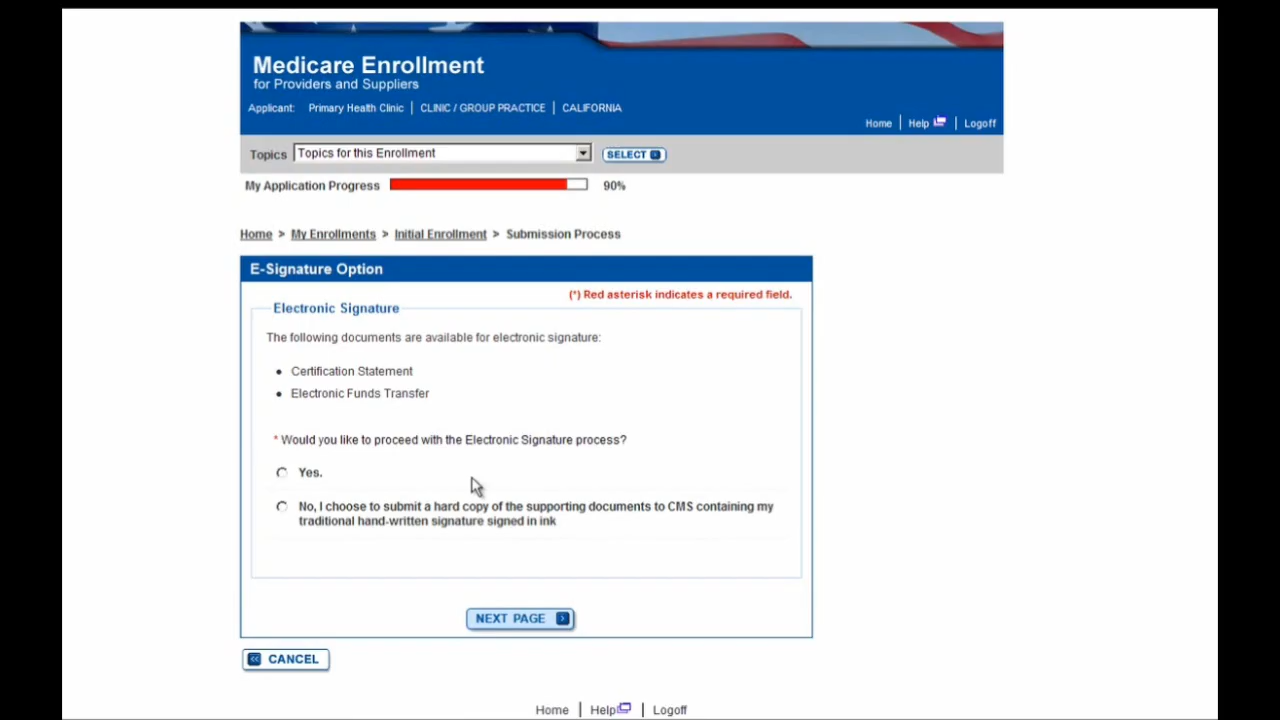 Medicare Enrollment
for Providers and Suppliers
Applicant: Primary Health Clinic | CLINIC / GROUP PRACTICE | CALIFORNIA
Home | Help | Logoff
Topics Topics for this Enrollment SELECT
My Application Progress 90%
Home > My Enrollments > Initial Enrollment > Submission Process
E-Signature Option
(*) Red asterisk indicates a required field.
Electronic Signature
The following documents are available for electronic signature:
• Certification Statement
• Electronic Funds Transfer
* Would you like to proceed with the Electronic Signature process?
Yes.
No, I choose to submit a hard copy of the supporting documents to CMS containing my
traditional hand-written signature signed in ink
NEXT PAGE
CANCEL
Home | Help | Logoff